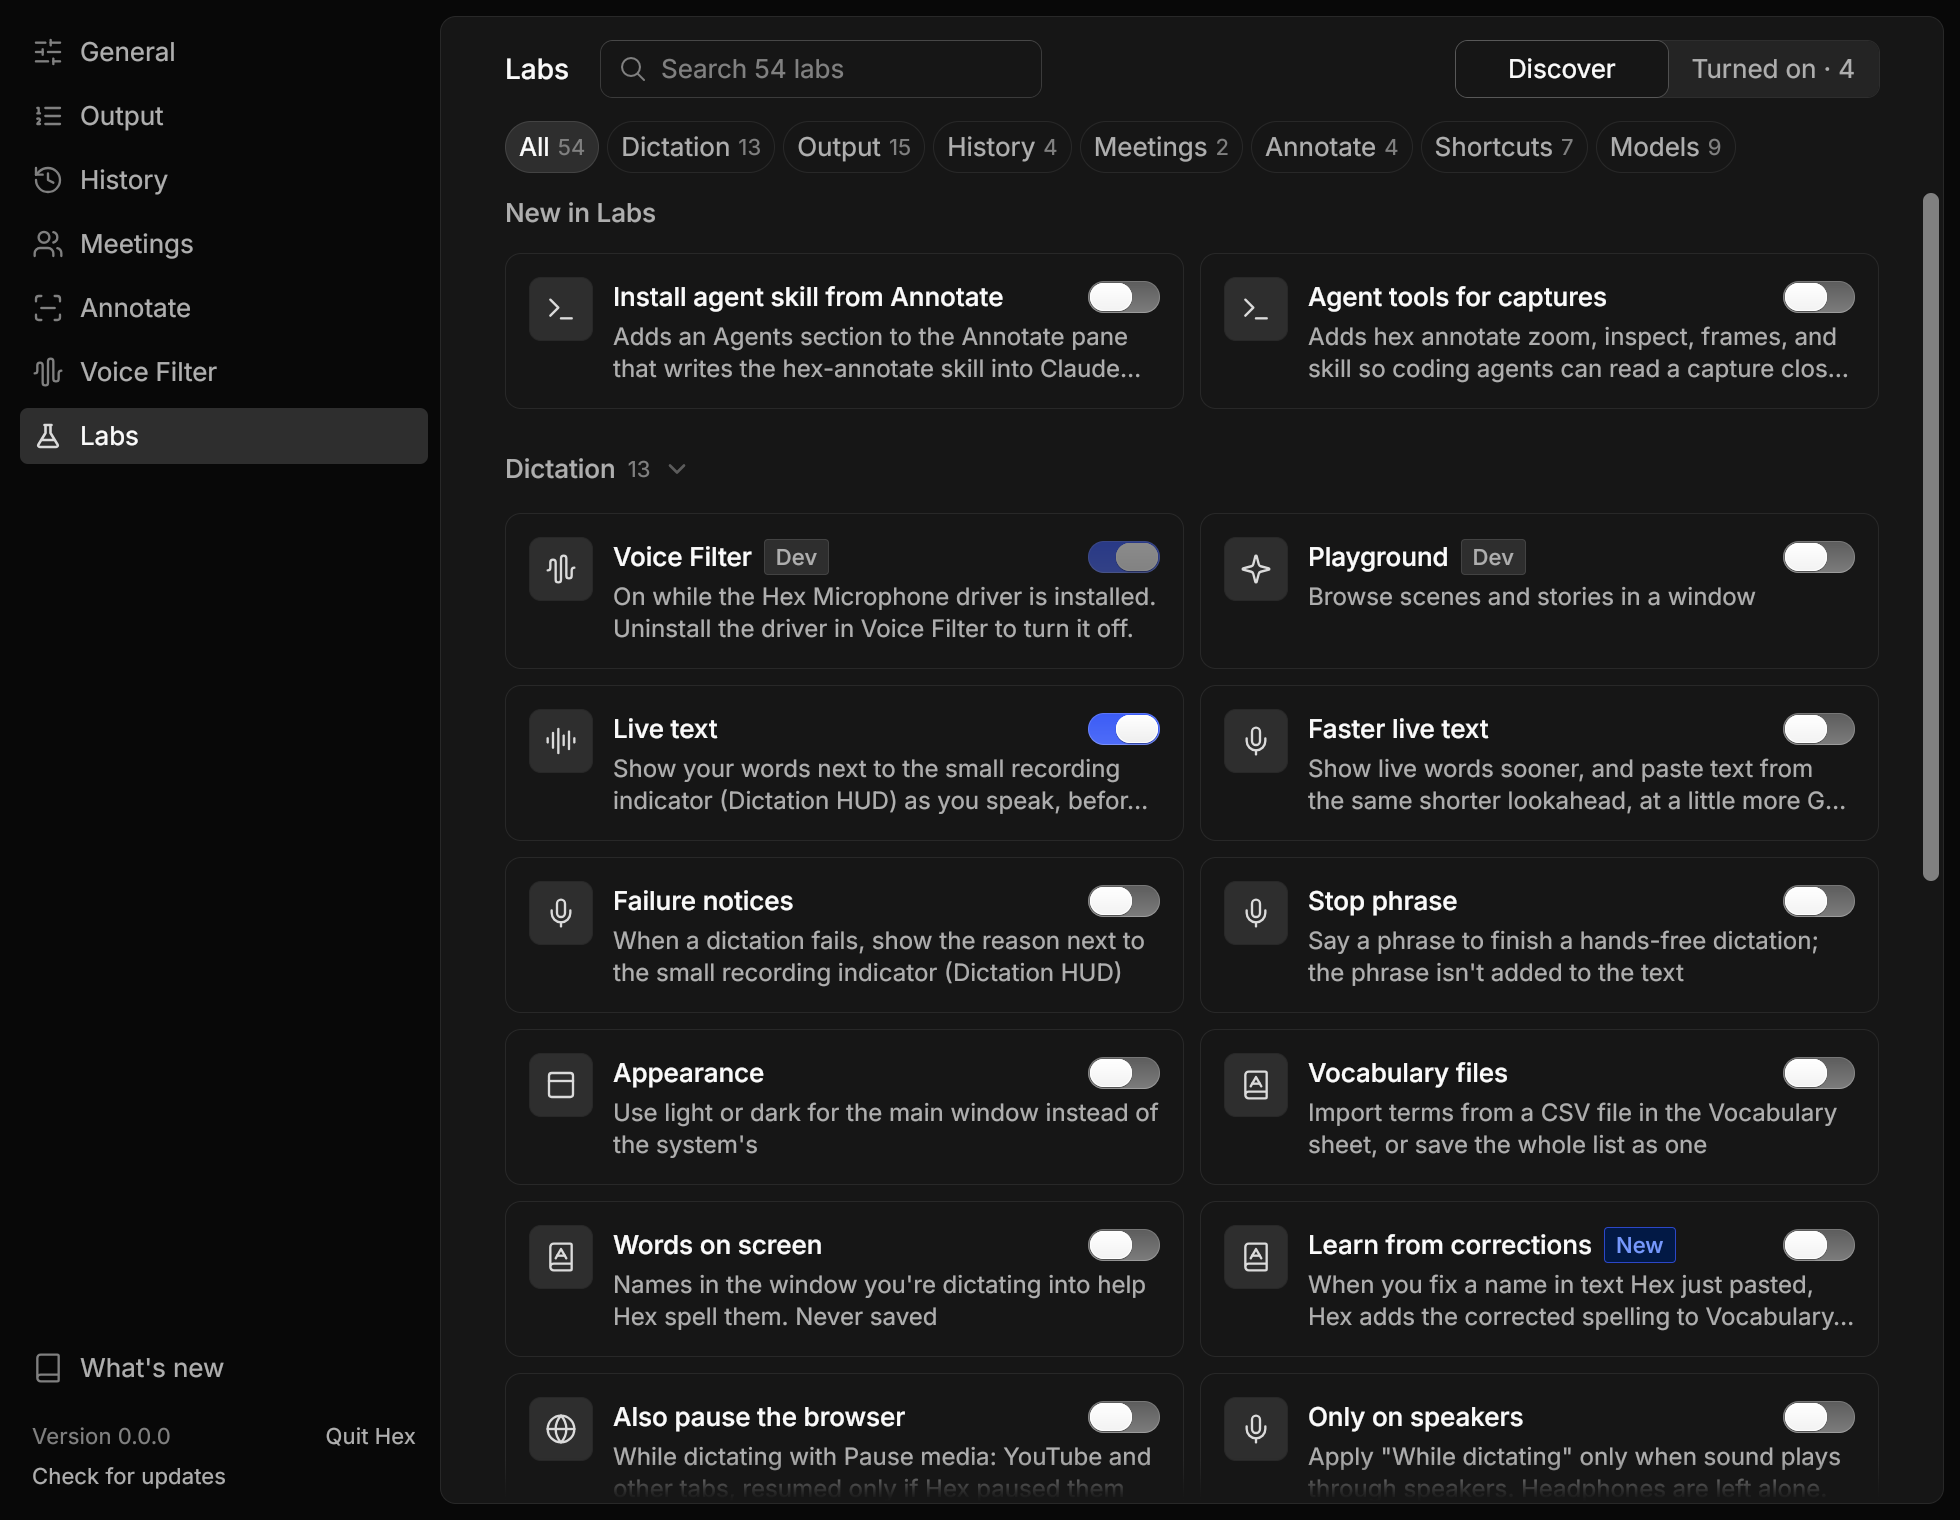 General
Output
History
Meetings
Annotate
Voice Filter
Labs
What's new
Version 0.0.0
Quit Hex
Check for updates
Labs
Search 54 labs
Discover
Turned on · 4
All 54
Dictation 13
Output 15
History 4
Meetings 2
Annotate 4
Shortcuts 7
Models 9
New in Labs
Install agent skill from Annotate
Adds an Agents section to the Annotate pane
that writes the hex-annotate skill into Claude...
Agent tools for captures
Adds hex annotate zoom, inspect, frames, and
skill so coding agents can read a capture clos...
Dictation 13
Voice Filter Dev
On while the Hex Microphone driver is installed.
Uninstall the driver in Voice Filter to turn it off.
Playground Dev
Browse scenes and stories in a window
Live text
Show your words next to the small recording
indicator (Dictation HUD) as you speak, befor...
Faster live text
Show live words sooner, and paste text from
the same shorter lookahead, at a little more G...
Failure notices
When a dictation fails, show the reason next to
the small recording indicator (Dictation HUD)
Stop phrase
Say a phrase to finish a hands-free dictation;
the phrase isn't added to the text
Appearance
Use light or dark for the main window instead of
the system's
Vocabulary files
Import terms from a CSV file in the Vocabulary
sheet, or save the whole list as one
Words on screen
Names in the window you're dictating into help
Hex spell them. Never saved
Learn from corrections New
When you fix a name in text Hex just pasted,
Hex adds the corrected spelling to Vocabulary...
Also pause the browser
While dictating with Pause media: YouTube and
other tabs, resumed only if Hex paused them
Only on speakers
Apply "While dictating" only when sound plays
through speakers. Headphones are left alone.